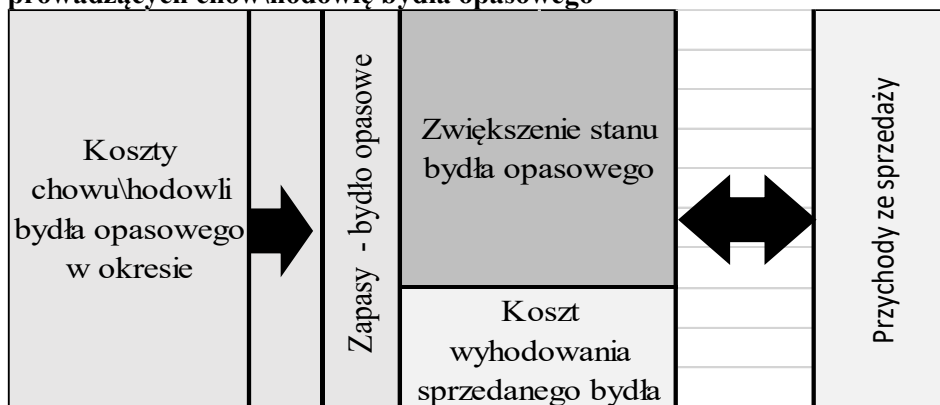 prowadzących chów\hodowlę bydła opasowego
Koszty
chowu\hodowli
bydła opasowego
w okresie
Zapasy - bydło opasowe
Zwiększenie stanu
bydła opasowego
Koszt
wyhodowania
sprzedanego bydła
Przychody ze sprzedaży